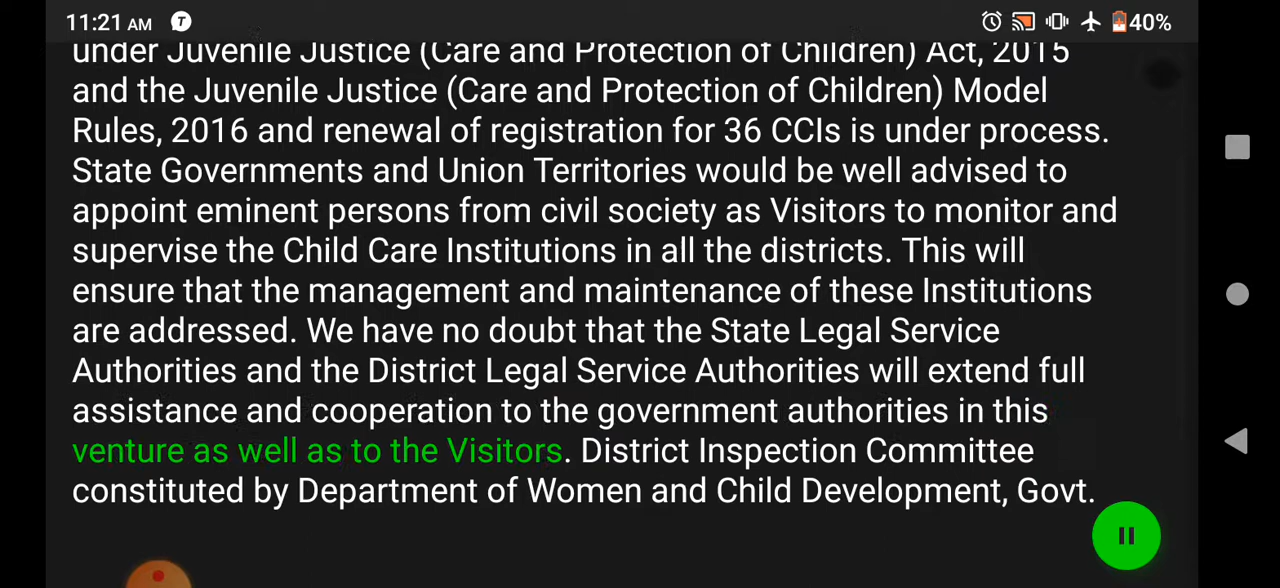 11:21 AM
40%
under Juvenile Justice (Care and Protection of Children) Act, 2015
and the Juvenile Justice (Care and Protection of Children) Model
Rules, 2016 and renewal of registration for 36 CCIs is under process.
State Governments and Union Territories would be well advised to
appoint eminent persons from civil society as Visitors to monitor and
supervise the Child Care Institutions in all the districts. This will
ensure that the management and maintenance of these Institutions
are addressed. We have no doubt that the State Legal Service
Authorities and the District Legal Service Authorities will extend full
assistance and cooperation to the government authorities in this
venture as well as to the Visitors. District Inspection Committee
constituted by Department of Women and Child Development, Govt.